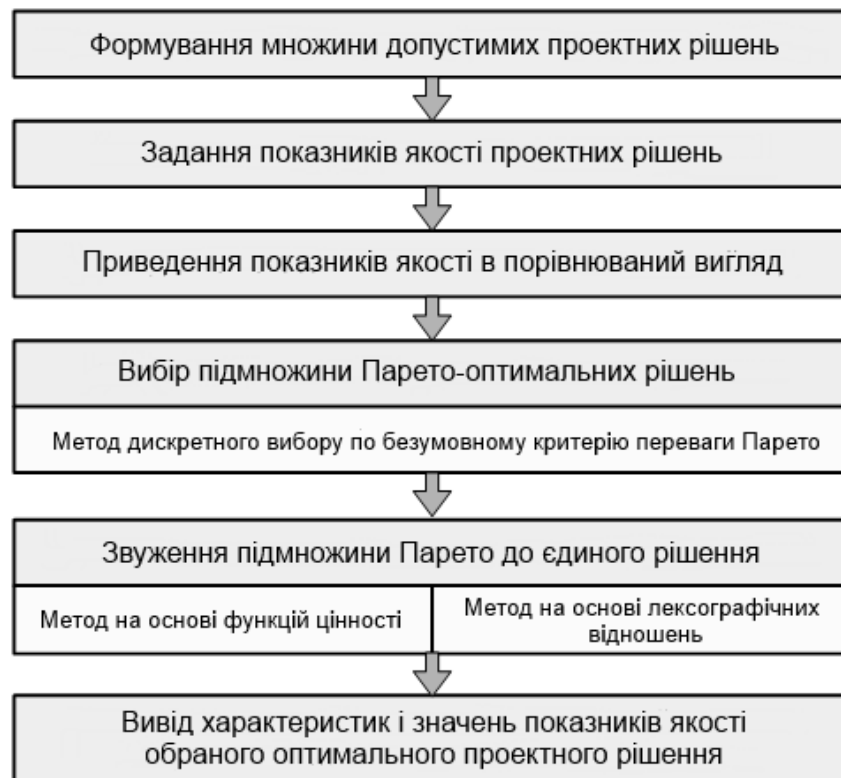 Формування множини допустимих проектних рішень
Задання показників якості проектних рішень
Приведення показників якості в порівнюваний вигляд
Вибір підмножини Парето-оптимальних рішень
Метод дискретного вибору по безумовному критерію переваги Парето
Звуження підмножини Парето до єдиного рішення
Метод на основі функцій цінності
Метод на основі лексографічних
відношень
Вивід характеристик і значень показників якості
обраного оптимального проектного рішення